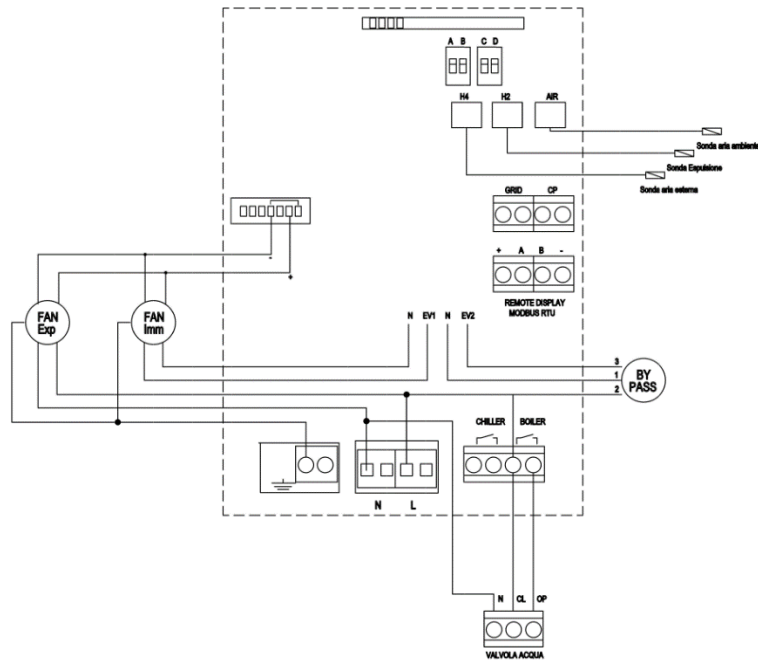 A B C D
H4 H2 AIR
Sonda aria ambiente
Sonda Espulsione
Sonda aria esterna
GRID CP
-
+
+ A B -
REMOTE DISPLAY
MODBUS RTU
FAN
Exp
FAN
Imm
N EV1 N EV2
3
1
2
BY
PASS
CHILLER BOILER
N L
N CL OP
VALVOLA ACQUA